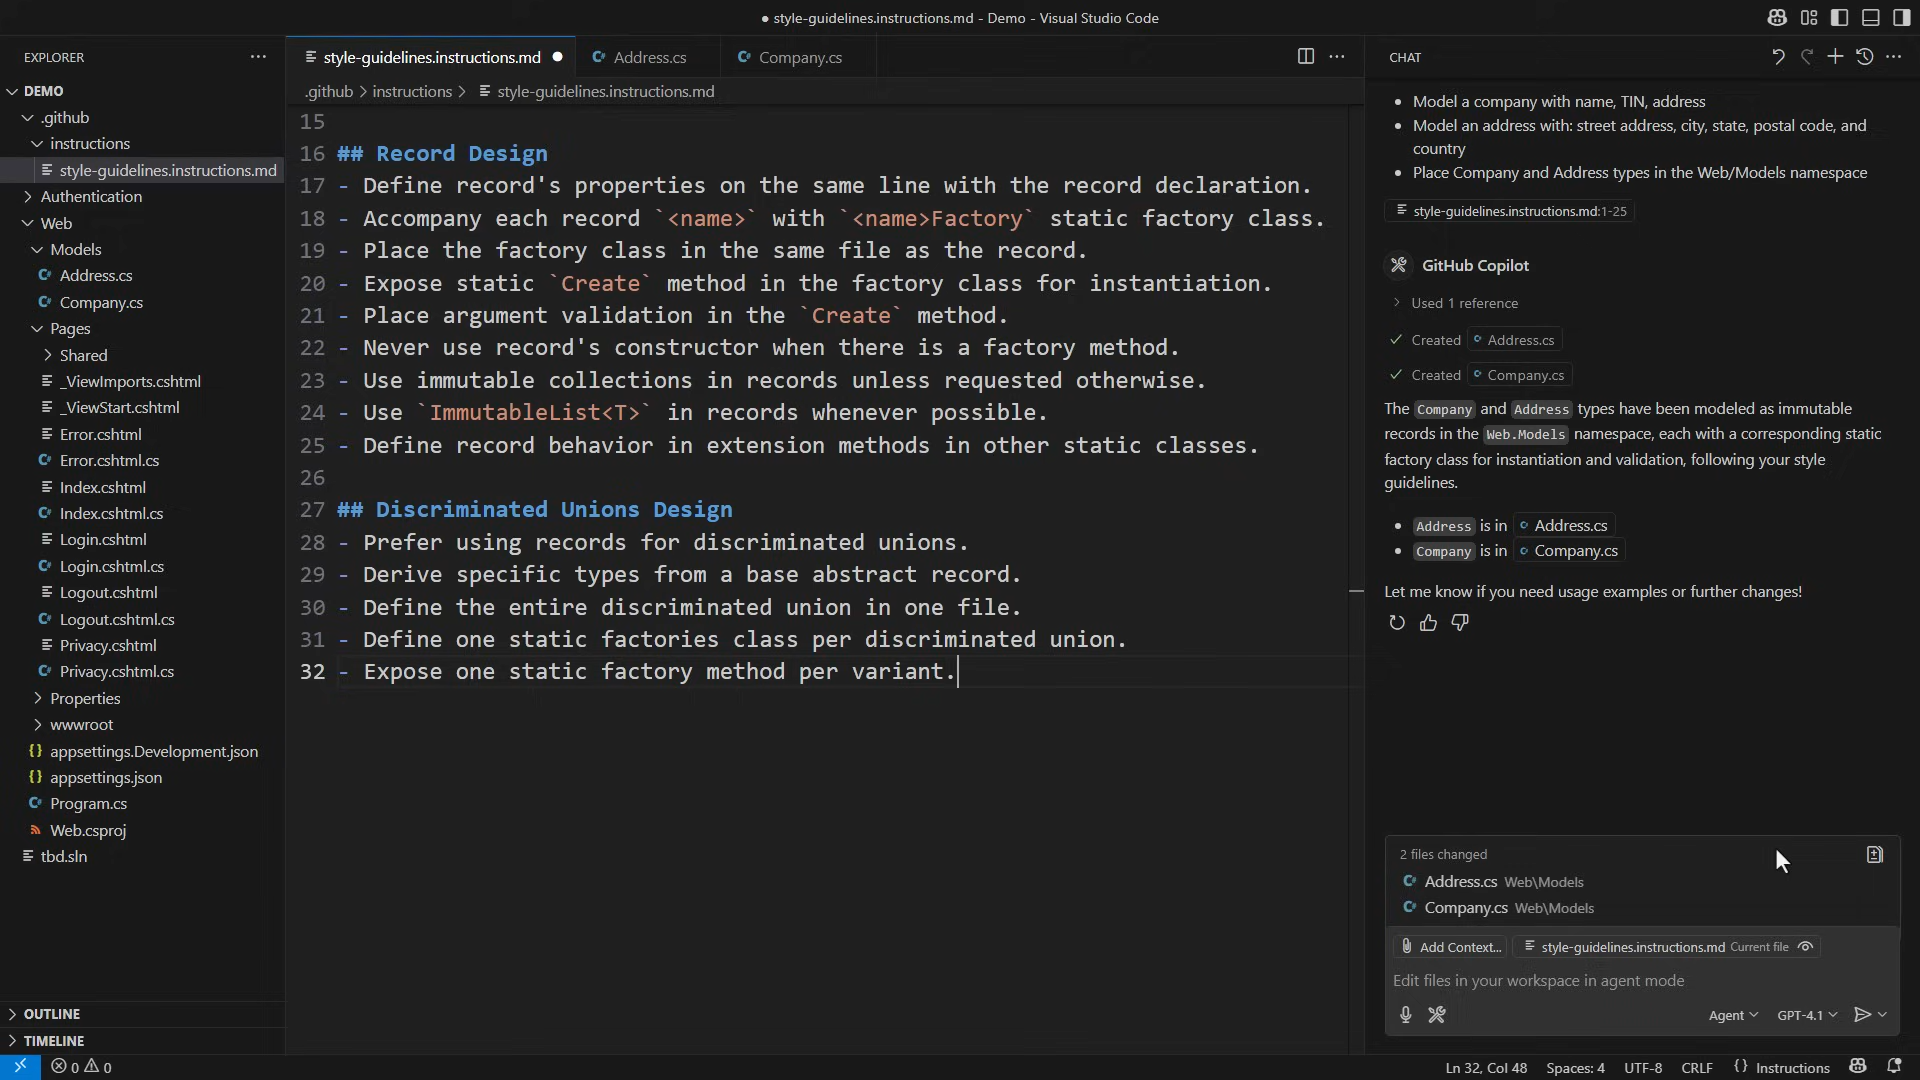 ● style-guidelines.instructions.md - Demo - Visual Studio Code
EXPLORER
DEMO
.github
instructions
style-guidelines.instructions.md
Authentication
Web
Models
Address.cs
Company.cs
Pages
Shared
_ViewImports.cshtml
_ViewStart.cshtml
Error.cshtml
Error.cshtml.cs
Index.cshtml
Index.cshtml.cs
Login.cshtml
Login.cshtml.cs
Logout.cshtml
Logout.cshtml.cs
Privacy.cshtml
Privacy.cshtml.cs
Properties
wwwroot
appsettings.Development.json
appsettings.json
Program.cs
Web.csproj
tbd.sln
OUTLINE
TIMELINE
style-guidelines.instructions.md ● Address.cs Company.cs
.github > instructions > style-guidelines.instructions.md
15
16 ## Record Design
17 - Define record's properties on the same line with the record declaration.
18 - Accompany each record `<name>` with `<name>Factory` static factory class.
19 - Place the factory class in the same file as the record.
20 - Expose static `Create` method in the factory class for instantiation.
21 - Place argument validation in the `Create` method.
22 - Never use record's constructor when there is a factory method.
23 - Use immutable collections in records unless requested otherwise.
24 - Use `ImmutableList<T>` in records whenever possible.
25 - Define record behavior in extension methods in other static classes.
26
27 ## Discriminated Unions Design
28 - Prefer using records for discriminated unions.
29 - Derive specific types from a base abstract record.
30 - Define the entire discriminated union in one file.
31 - Define one static factories class per discriminated union.
32 - Expose one static factory method per variant.
CHAT
• Model a company with name, TIN, address
• Model an address with: street address, city, state, postal code, and
country
• Place Company and Address types in the Web/Models namespace
style-guidelines.instructions.md:1-25
GitHub Copilot
> Used 1 reference
✓ Created Address.cs
✓ Created Company.cs
The Company and Address types have been modeled as immutable
records in the Web.Models namespace, each with a corresponding static
factory class for instantiation and validation, following your style
guidelines.
• Address is in Address.cs
• Company is in Company.cs
Let me know if you need usage examples or further changes!
2 files changed
Address.cs Web\Models
Company.cs Web\Models
Add Context... style-guidelines.instructions.md Current file
Edit files in your workspace in agent mode
Agent GPT-4.1
0 0 Ln 32, Col 48 Spaces: 4 UTF-8 CRLF {} Instructions